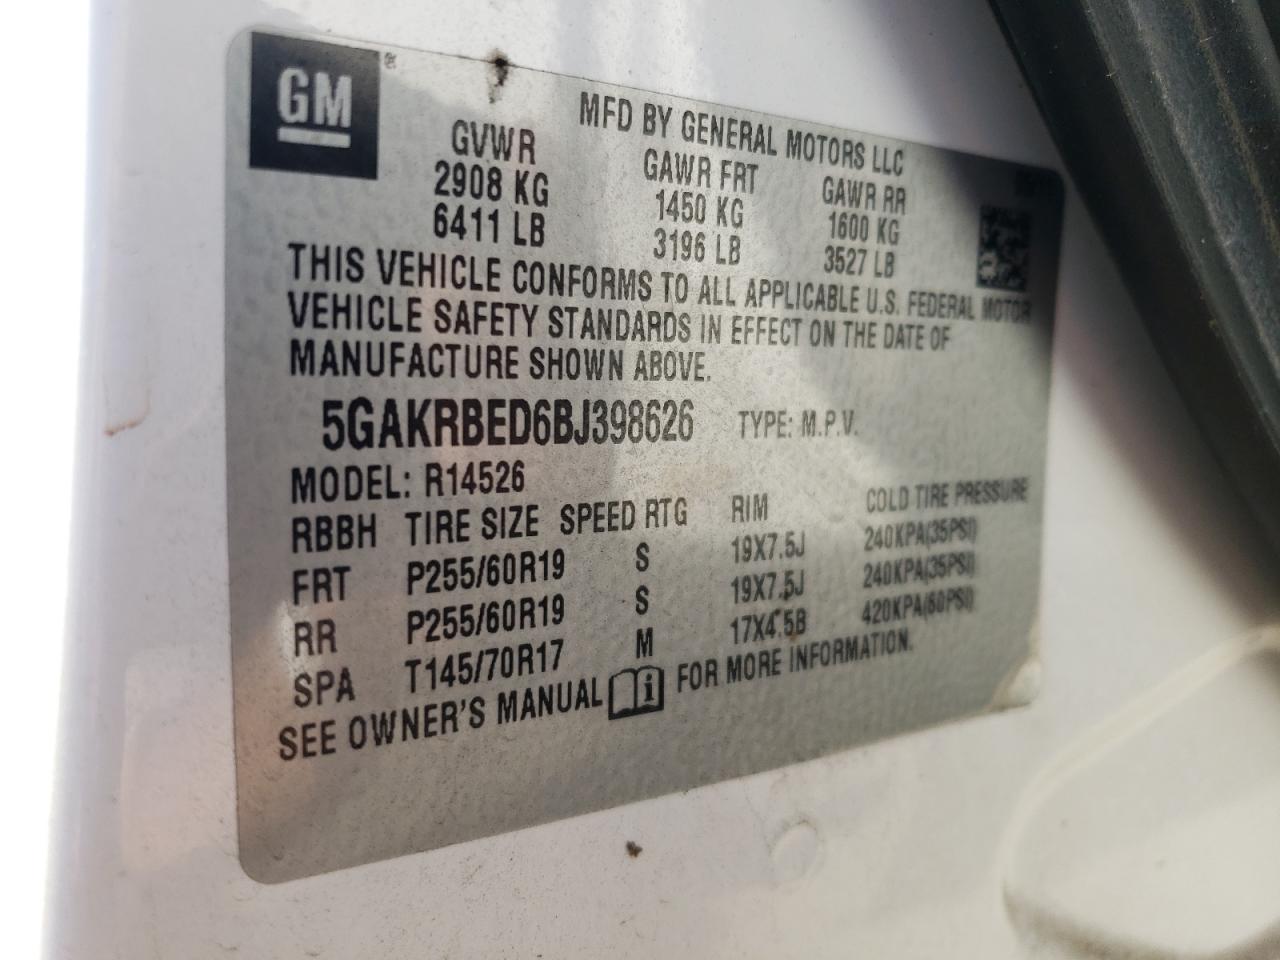 GM®
MFD BY GENERAL MOTORS LLC
GVWR GAWR FRT GAWR RR
2908 KG 1450 KG 1600 KG
6411 LB 3196 LB 3527 LB
THIS VEHICLE CONFORMS TO ALL APPLICABLE U.S. FEDERAL MOTOR
VEHICLE SAFETY STANDARDS IN EFFECT ON THE DATE OF
MANUFACTURE SHOWN ABOVE.
5GAKRBED6BJ398626 TYPE: M.P.V.
MODEL: R14526
RBBH TIRE SIZE SPEED RTG RIM COLD TIRE PRESSURE
FRT P255/60R19 S 19X7.5J 240KPA(35PSI)
RR P255/60R19 S 19X7.5J 240KPA(35PSI)
SPA T145/70R17 M 17X4.5B 420KPA(60PSI)
SEE OWNER'S MANUAL FOR MORE INFORMATION.